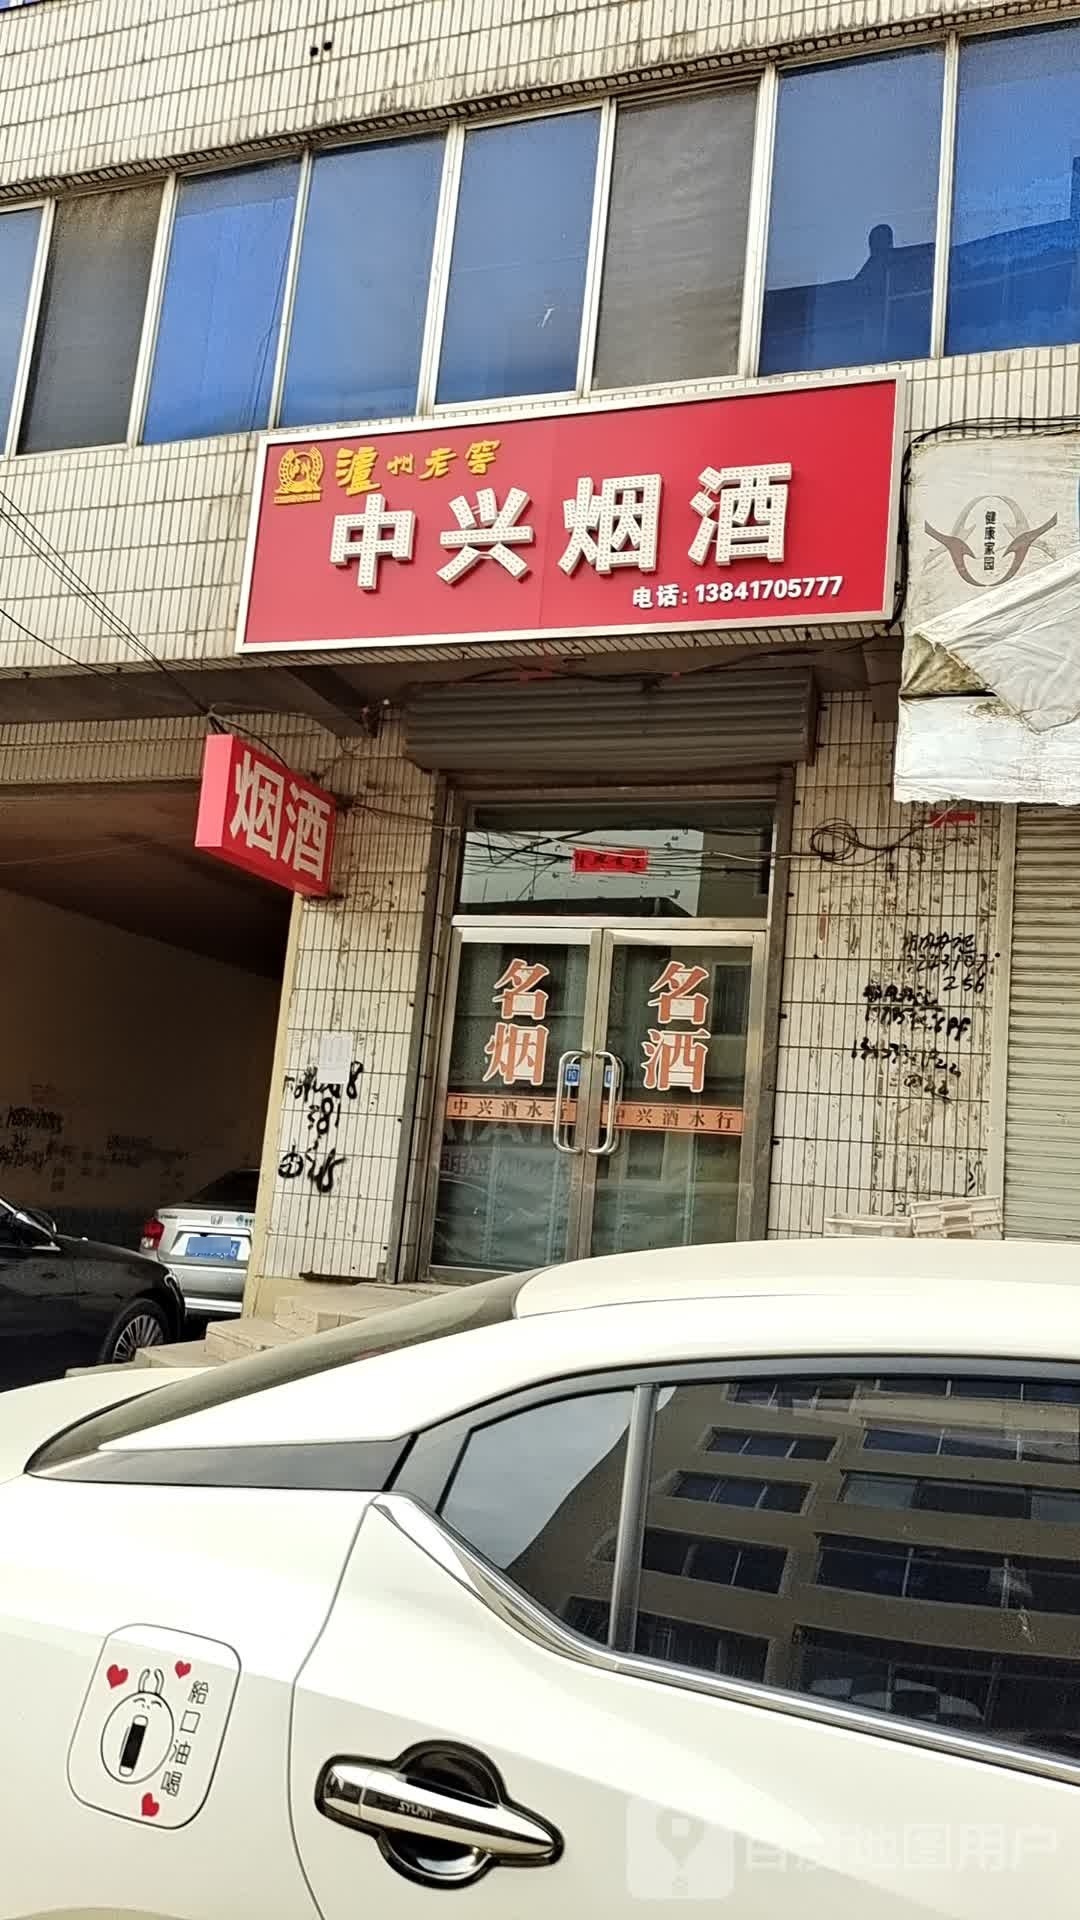 泸州老窖
中兴烟酒
电话:13841705777
健康家园
烟酒
名烟
名酒
中兴酒水行
中兴酒水行
給口油喝
SYLPHY
百度地图用户